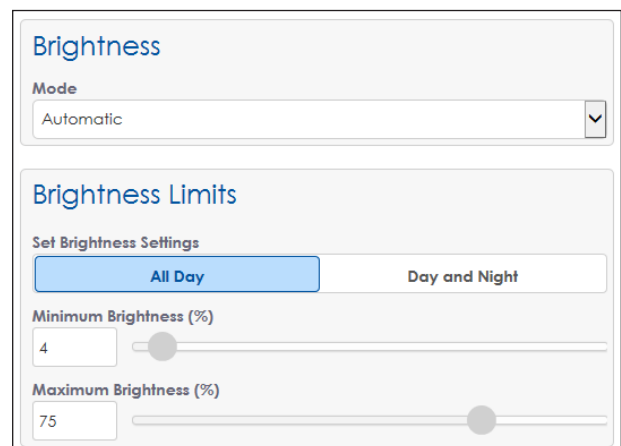 Brightness
Mode
Automatic
Brightness Limits
Set Brightness Settings
All Day Day and Night
Minimum Brightness (%)
4
Maximum Brightness (%)
75